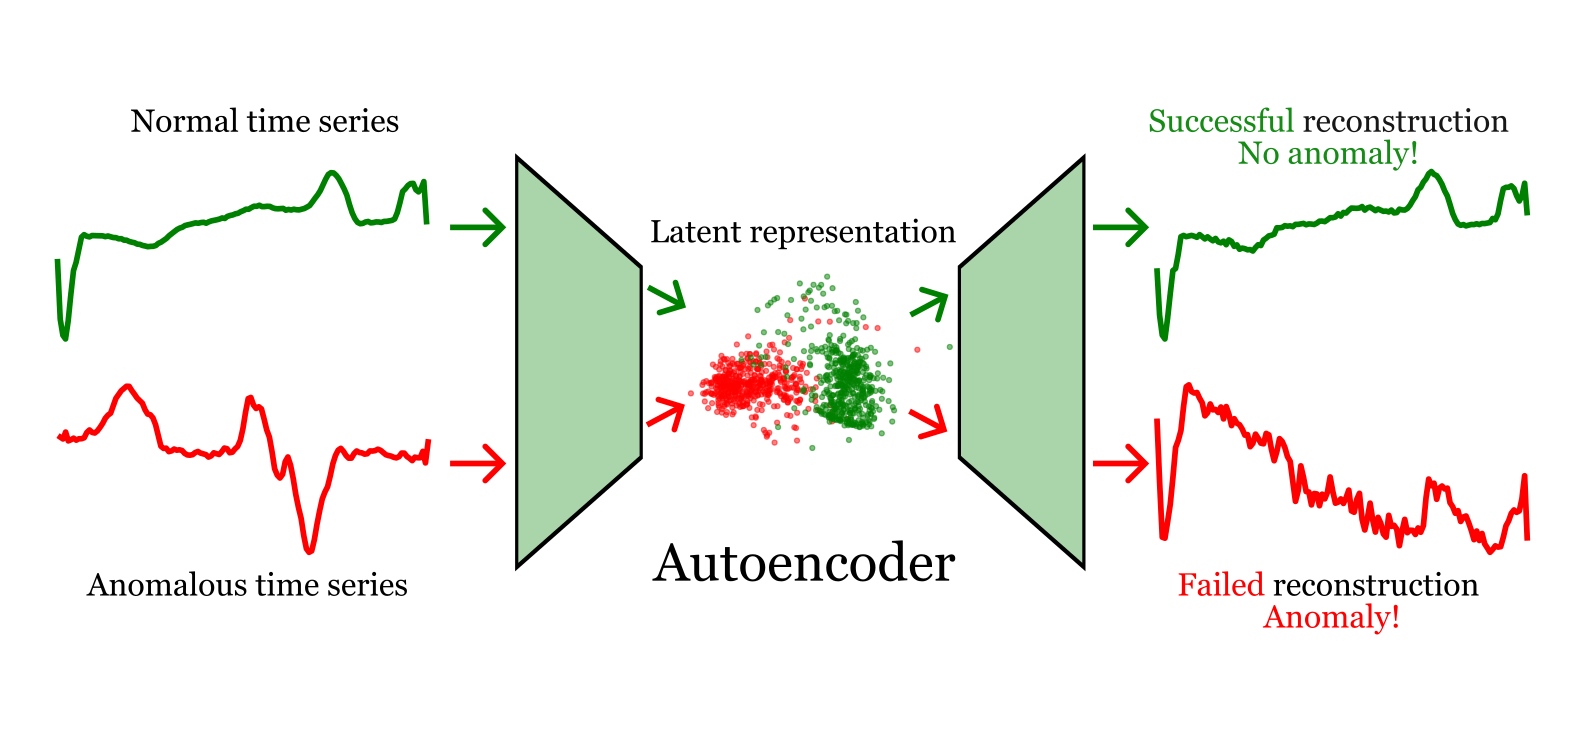 Normal time series
Successful reconstruction
No anomaly!
Latent representation
Autoencoder
Anomalous time series
Failed reconstruction
Anomaly!